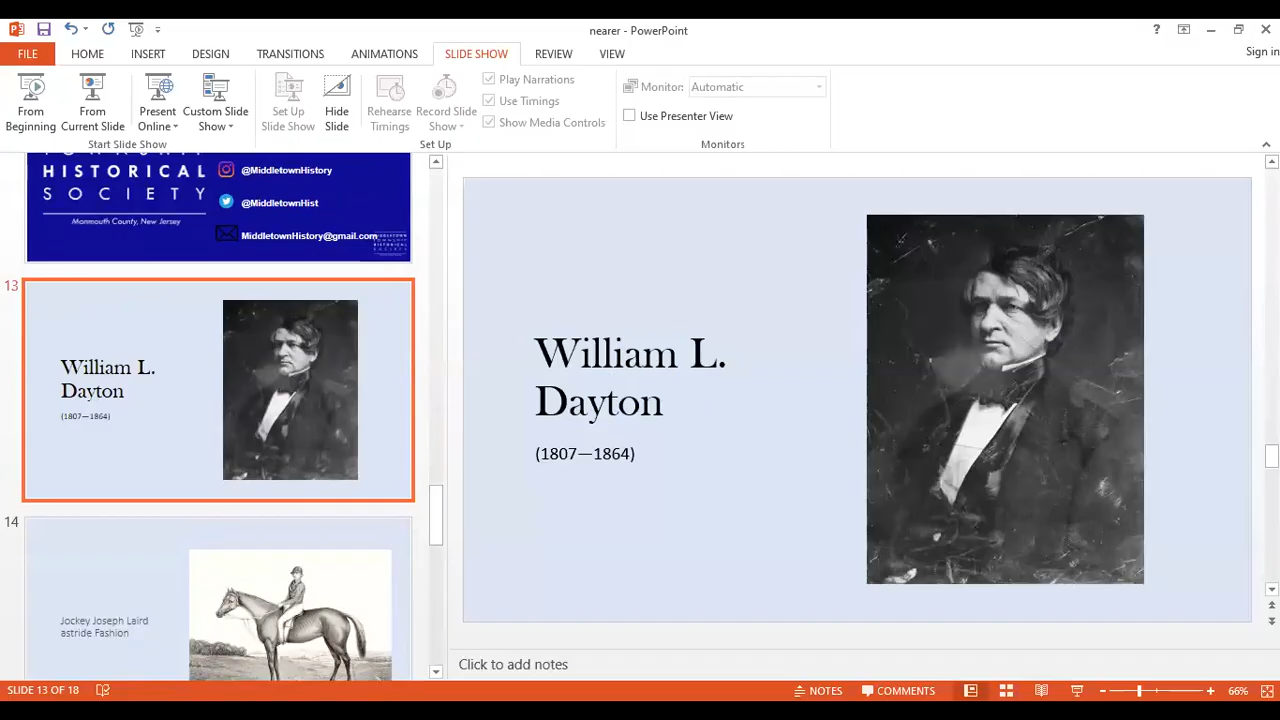 nearer - PowerPoint
Sign in
FILE HOME INSERT DESIGN TRANSITIONS ANIMATIONS SLIDE SHOW REVIEW VIEW
From Beginning
From Current Slide
Present Online
Custom Slide Show
Set Up Slide Show
Hide Slide
Rehearse Timings
Record Slide Show
Play Narrations
Use Timings
Show Media Controls
Monitor: Automatic
Use Presenter View
Start Slide Show
Set Up
Monitors
HISTORICAL
SOCIETY
Monmouth County, New Jersey
@MiddletownHistory
@MiddletownHist
MiddletownHistory@gmail.com
13
William L.
Dayton
(1807—1864)
14
Jockey Joseph Laird
astride Fashion
William L.
Dayton
(1807—1864)
Click to add notes
SLIDE 13 OF 18
NOTES
COMMENTS
66%